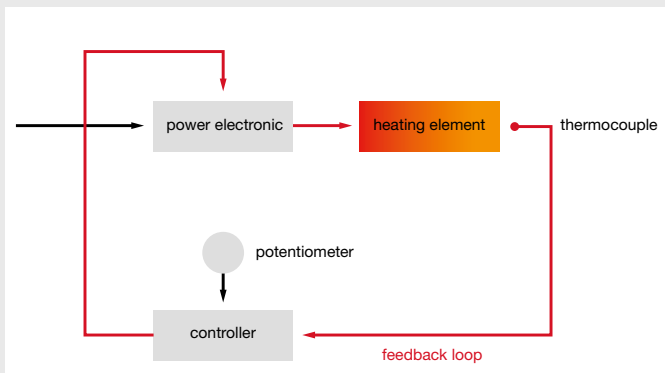 power electronic
heating element
thermocouple
potentiometer
controller
feedback loop